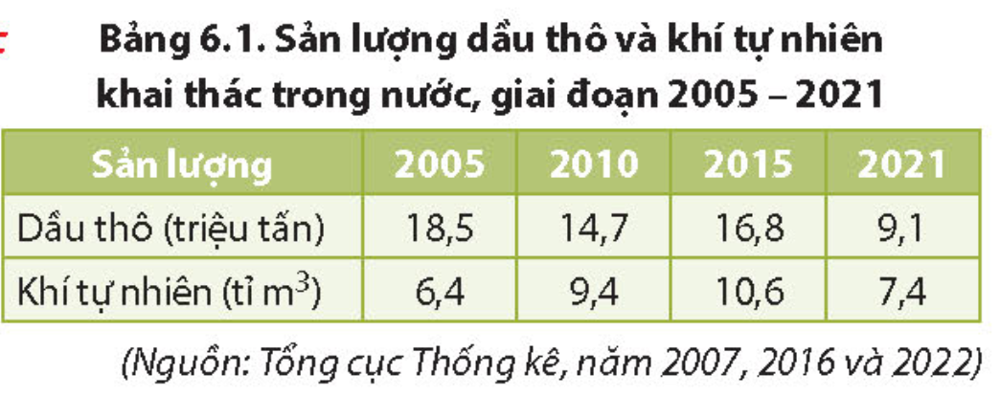 Bảng 6.1. Sản lượng dầu thô và khí tự nhiên
khai thác trong nước, giai đoạn 2005 – 2021
Sản lượng 2005 2010 2015 2021
Dầu thô (triệu tấn) 18,5 14,7 16,8 9,1
Khí tự nhiên (tỉ m³) 6,4 9,4 10,6 7,4
(Nguồn: Tổng cục Thống kê, năm 2007, 2016 và 2022)